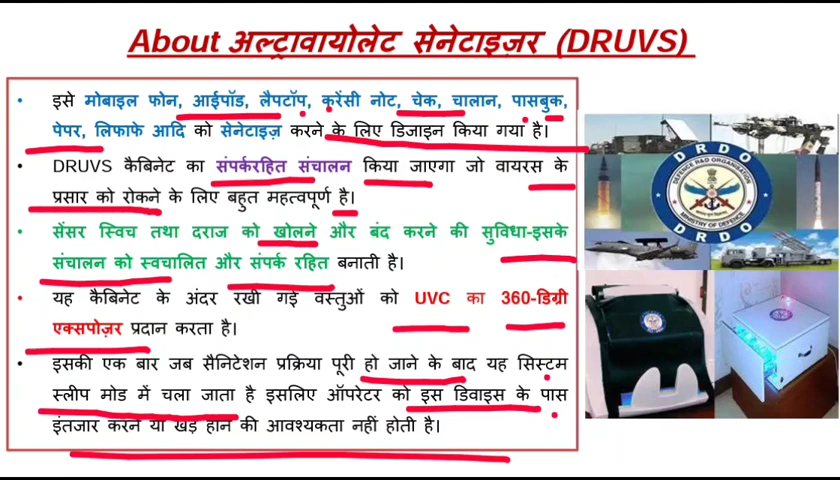 About अल्ट्रावायोलेट सेनेटाइज़र (DRUVS)
• इसे मोबाइल फोन, आईपॉड, लैपटॉप, करेंसी नोट, चेक, चालान, पासबुक,
पेपर, लिफाफे आदि को सेनेटाइज़ करने के लिए डिजाइन किया गया है।
• DRUVS कैबिनेट का संपर्करहित संचालन किया जाएगा जो वायरस के
प्रसार को रोकने के लिए बहुत महत्वपूर्ण है।
• सेंसर स्विच तथा दराज को खोलने और बंद करने की सुविधा-इसके
संचालन को स्वचालित और संपर्क रहित बनाती है।
• यह कैबिनेट के अंदर रखी गई वस्तुओं को UVC का 360-डिग्री
एक्सपोज़र प्रदान करता है।
• इसकी एक बार जब सैनिटेशन प्रक्रिया पूरी हो जाने के बाद यह सिस्टम
स्लीप मोड में चला जाता है इसलिए ऑपरेटर को इस डिवाइस के पास
इंतजार करने या खड़े होने की आवश्यकता नहीं होती है।
DRDO
DEFENCE R&D ORGANISATION
MINISTRY OF DEFENCE
DRDO